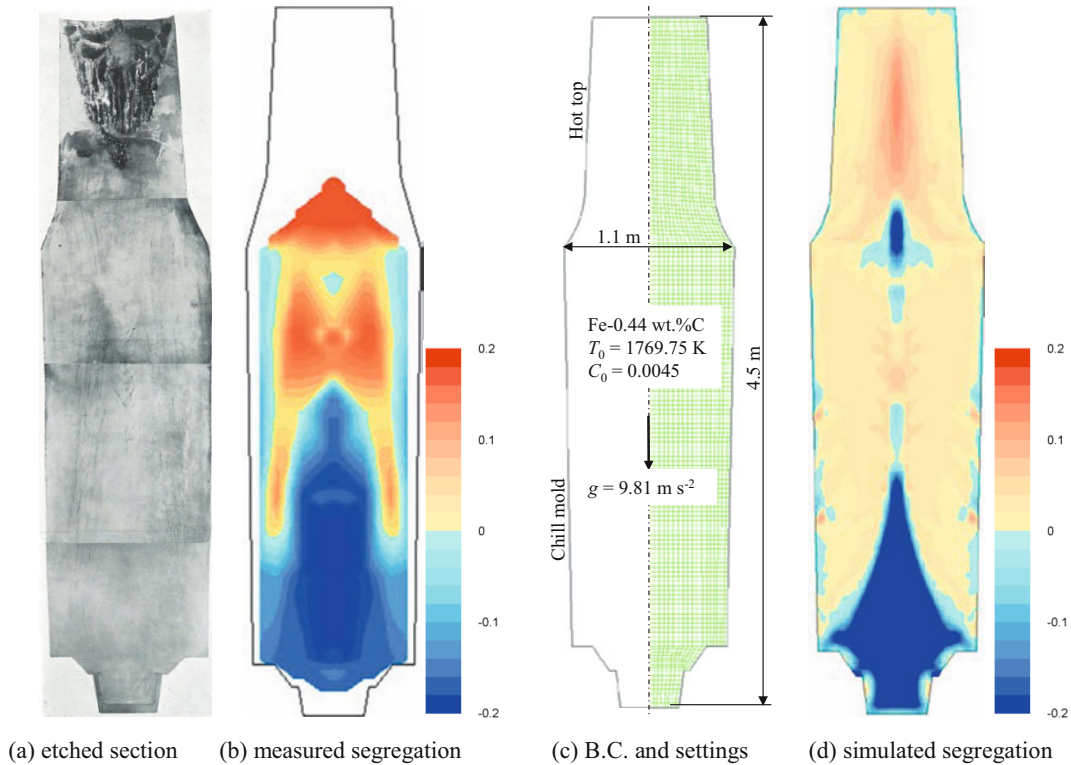 0.2
0.1
0
-0.1
-0.2
Hot top
1.1 m
Fe-0.44 wt.%C
T₀ = 1769.75 K
C₀ = 0.0045
g = 9.81 m s⁻²
Chill mold
4.5 m
0.2
0.1
0
-0.1
-0.2
(a) etched section
(b) measured segregation
(c) B.C. and settings
(d) simulated segregation